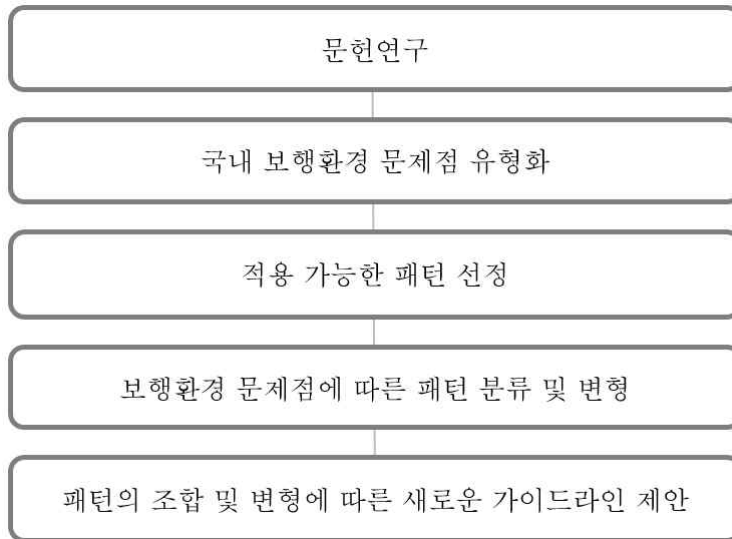 문헌연구
국내 보행환경 문제점 유형화
적용 가능한 패턴 선정
보행환경 문제점에 따른 패턴 분류 및 변형
패턴의 조합 및 변형에 따른 새로운 가이드라인 제안